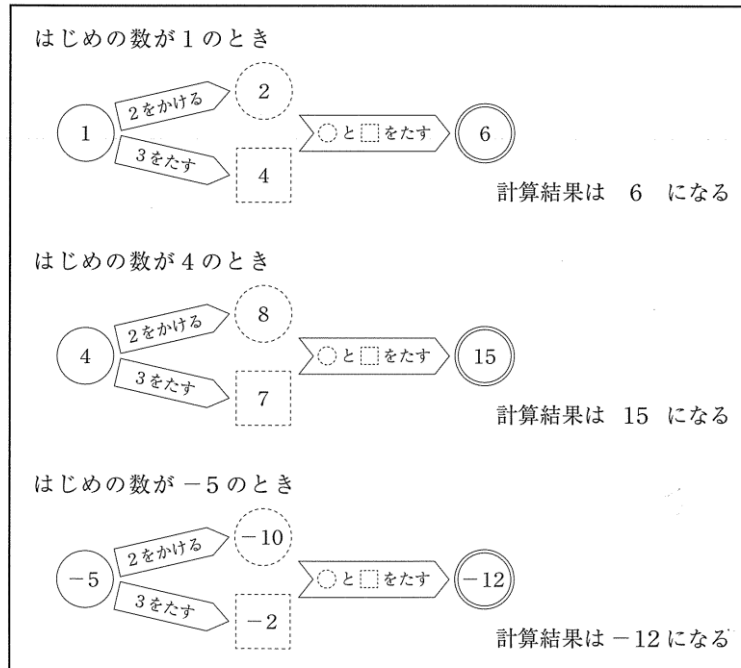 はじめの数が1のとき
1 2をかける 2
3をたす 4
○と□をたす 6
計算結果は 6 になる
はじめの数が4のとき
4 2をかける 8
3をたす 7
○と□をたす 15
計算結果は 15 になる
はじめの数が−5のとき
−5 2をかける −10
3をたす −2
○と□をたす −12
計算結果は −12 になる